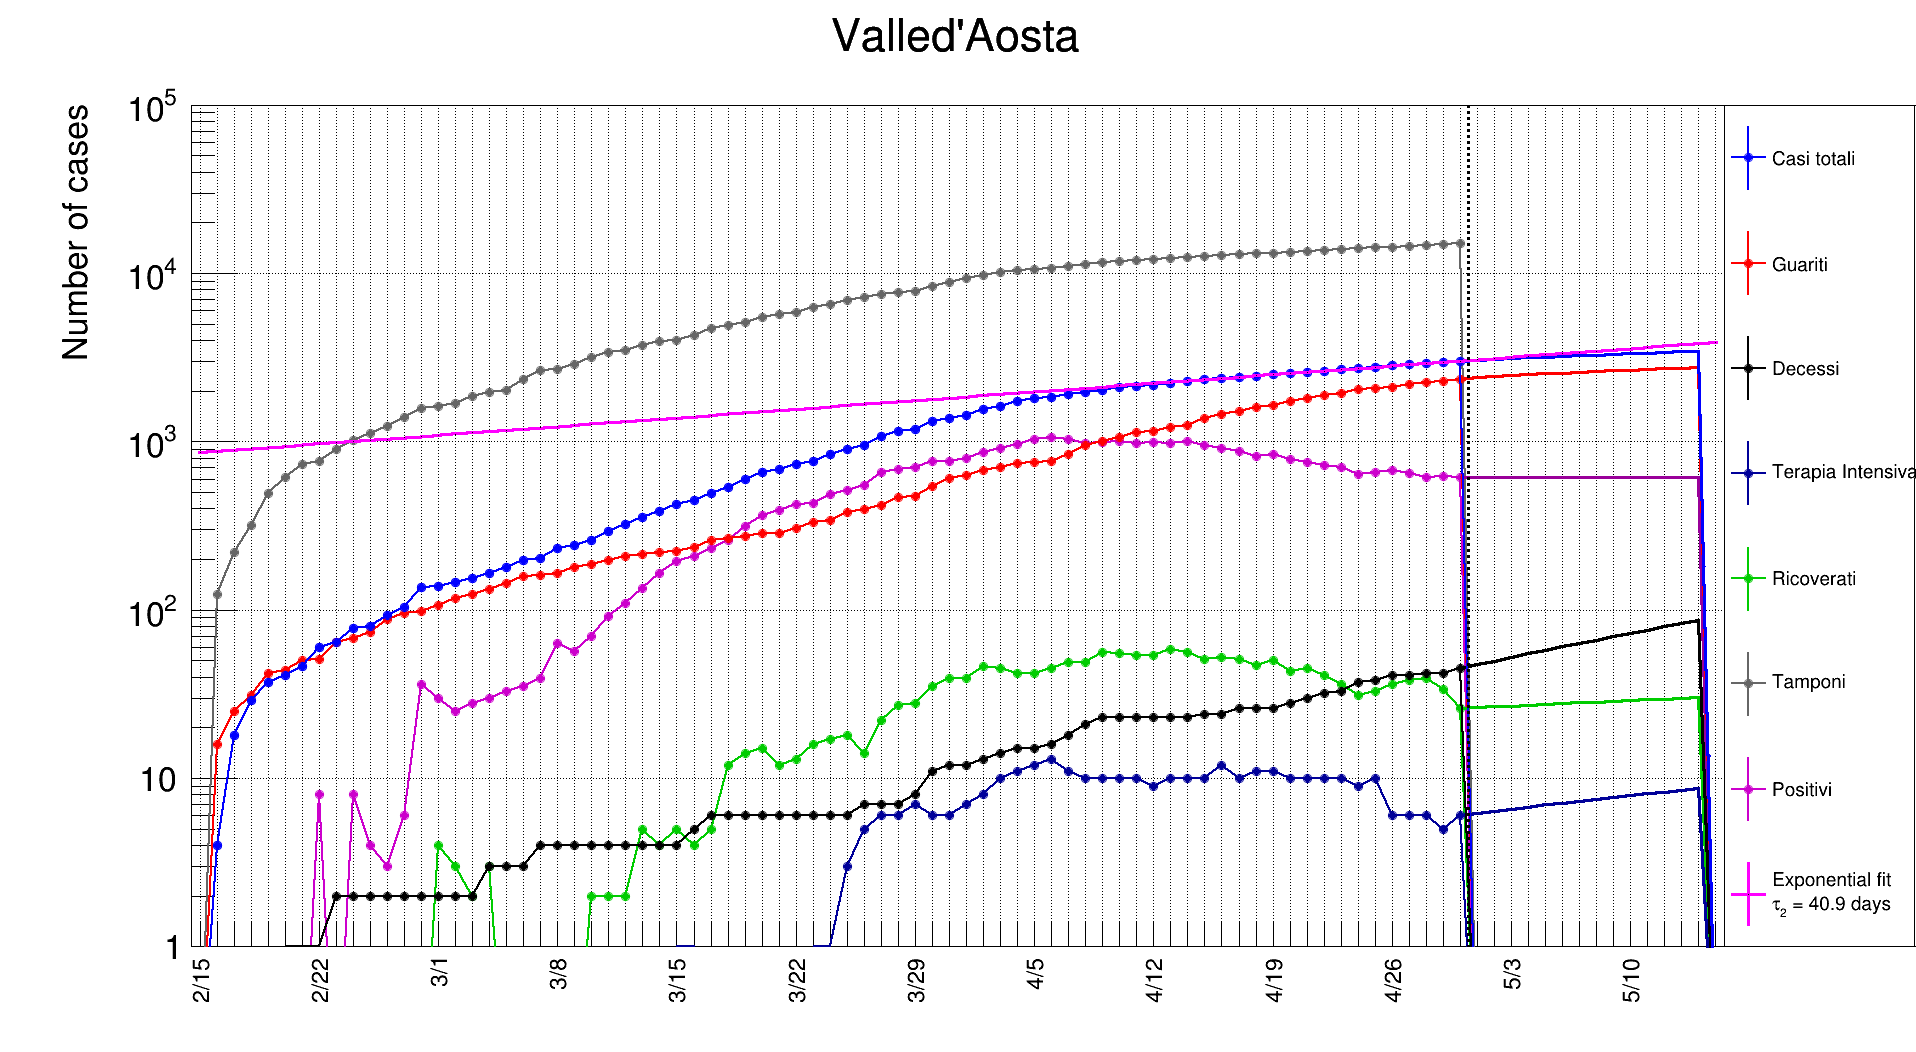 Valled'Aosta
Number of cases
10^5
10^4
10^3
10^2
10
1
2/15 2/22 3/1 3/8 3/15 3/22 3/29 4/5 4/12 4/19 4/26 5/3 5/10
Casi totali
Guariti
Decessi
Terapia Intensiva
Ricoverati
Tamponi
Positivi
Exponential fit
τ_2 = 40.9 days